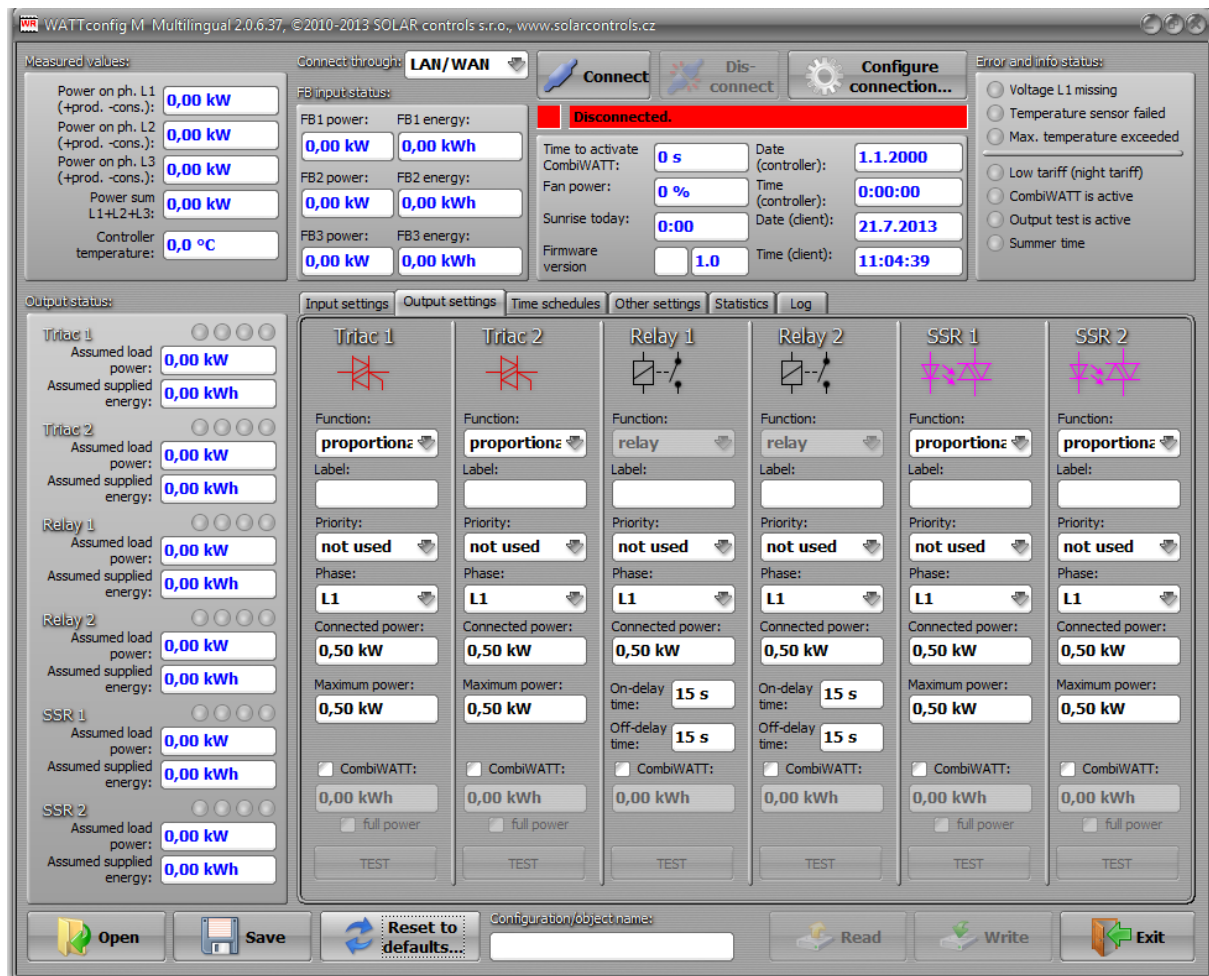 WATTconfig M Multilingual 2.0.6.37, ©2010-2013 SOLAR controls s.r.o., www.solarcontrols.cz
Measured values:
Power on ph. L1
(+prod. -cons.):
0,00 kW
Power on ph. L2
(+prod. -cons.):
0,00 kW
Power on ph. L3
(+prod. -cons.):
0,00 kW
Power sum
L1+L2+L3:
0,00 kW
Controller
temperature:
0,0 °C
Connect through:
LAN/WAN
FB input status:
FB1 power: FB1 energy:
0,00 kW 0,00 kWh
FB2 power: FB2 energy:
0,00 kW 0,00 kWh
FB3 power: FB3 energy:
0,00 kW 0,00 kWh
Connect
Dis-
connect
Configure
connection...
Disconnected.
Time to activate
CombiWATT:
0 s
Fan power:
0 %
Sunrise today:
0:00
Firmware
version
1.0
Date
(controller):
1.1.2000
Time
(controller):
0:00:00
Date (client):
21.7.2013
Time (client):
11:04:39
Error and info status:
Voltage L1 missing
Temperature sensor failed
Max. temperature exceeded
Low tariff (night tariff)
CombiWATT is active
Output test is active
Summer time
Output status:
Triac 1
Assumed load
power:
0,00 kW
Assumed supplied
energy:
0,00 kWh
Triac 2
Assumed load
power:
0,00 kW
Assumed supplied
energy:
0,00 kWh
Relay 1
Assumed load
power:
0,00 kW
Assumed supplied
energy:
0,00 kWh
Relay 2
Assumed load
power:
0,00 kW
Assumed supplied
energy:
0,00 kWh
SSR 1
Assumed load
power:
0,00 kW
Assumed supplied
energy:
0,00 kWh
SSR 2
Assumed load
power:
0,00 kW
Assumed supplied
energy:
0,00 kWh
Input settings Output settings Time schedules Other settings Statistics Log
Triac 1
Function:
proportiona
Label:
Priority:
not used
Phase:
L1
Connected power:
0,50 kW
Maximum power:
0,50 kW
CombiWATT:
0,00 kWh
full power
TEST
Triac 2
Function:
proportiona
Label:
Priority:
not used
Phase:
L1
Connected power:
0,50 kW
Maximum power:
0,50 kW
CombiWATT:
0,00 kWh
full power
TEST
Relay 1
Function:
relay
Label:
Priority:
not used
Phase:
L1
Connected power:
0,50 kW
On-delay
time:
15 s
Off-delay
time:
15 s
CombiWATT:
0,00 kWh
TEST
Relay 2
Function:
relay
Label:
Priority:
not used
Phase:
L1
Connected power:
0,50 kW
On-delay
time:
15 s
Off-delay
time:
15 s
CombiWATT:
0,00 kWh
TEST
SSR 1
Function:
proportiona
Label:
Priority:
not used
Phase:
L1
Connected power:
0,50 kW
Maximum power:
0,50 kW
CombiWATT:
0,00 kWh
full power
TEST
SSR 2
Function:
proportiona
Label:
Priority:
not used
Phase:
L1
Connected power:
0,50 kW
Maximum power:
0,50 kW
CombiWATT:
0,00 kWh
full power
TEST
Open
Save
Reset to
defaults...
Configuration/object name:
Read
Write
Exit